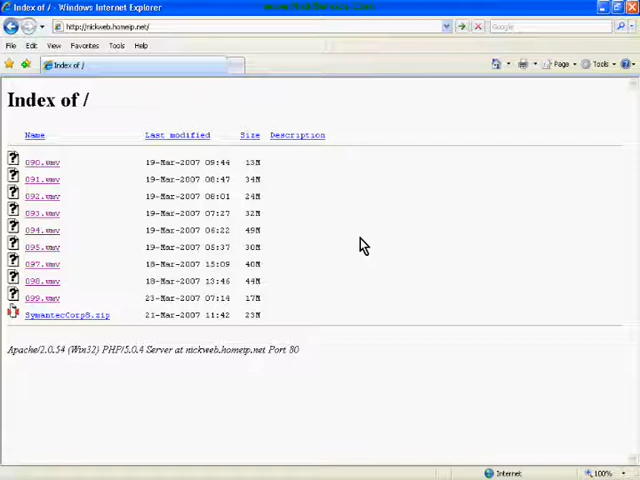 Index of / - Windows Internet Explorer
http://nickweb.homeip.net/
Google
File Edit View Favorites Tools Help
Index of /
Page Tools
Index of /
Name Last modified Size Description
090.wmv 19-Mar-2007 09:44 13M
091.wmv 19-Mar-2007 08:47 34M
092.wmv 19-Mar-2007 08:01 24M
093.wmv 19-Mar-2007 07:27 32M
094.wmv 19-Mar-2007 06:22 49M
095.wmv 19-Mar-2007 05:37 30M
097.wmv 18-Mar-2007 15:09 40M
098.wmv 18-Mar-2007 13:46 44M
099.wmv 23-Mar-2007 07:14 17M
SymantecCorp8.zip 21-Mar-2007 11:42 23M
Apache/2.0.54 (Win32) PHP/5.0.4 Server at nickweb.homeip.net Port 80
Internet 100%